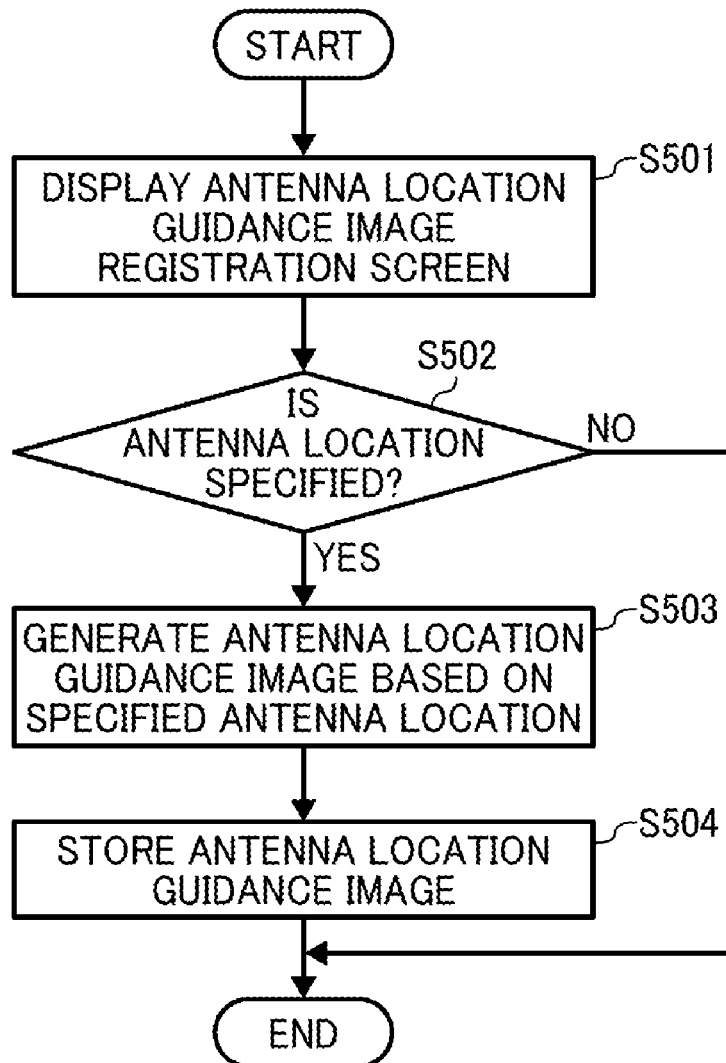 START
S501
DISPLAY ANTENNA LOCATION
GUIDANCE IMAGE
REGISTRATION SCREEN
S502
IS
ANTENNA LOCATION
SPECIFIED?
NO
YES
S503
GENERATE ANTENNA LOCATION
GUIDANCE IMAGE BASED ON
SPECIFIED ANTENNA LOCATION
S504
STORE ANTENNA LOCATION
GUIDANCE IMAGE
END